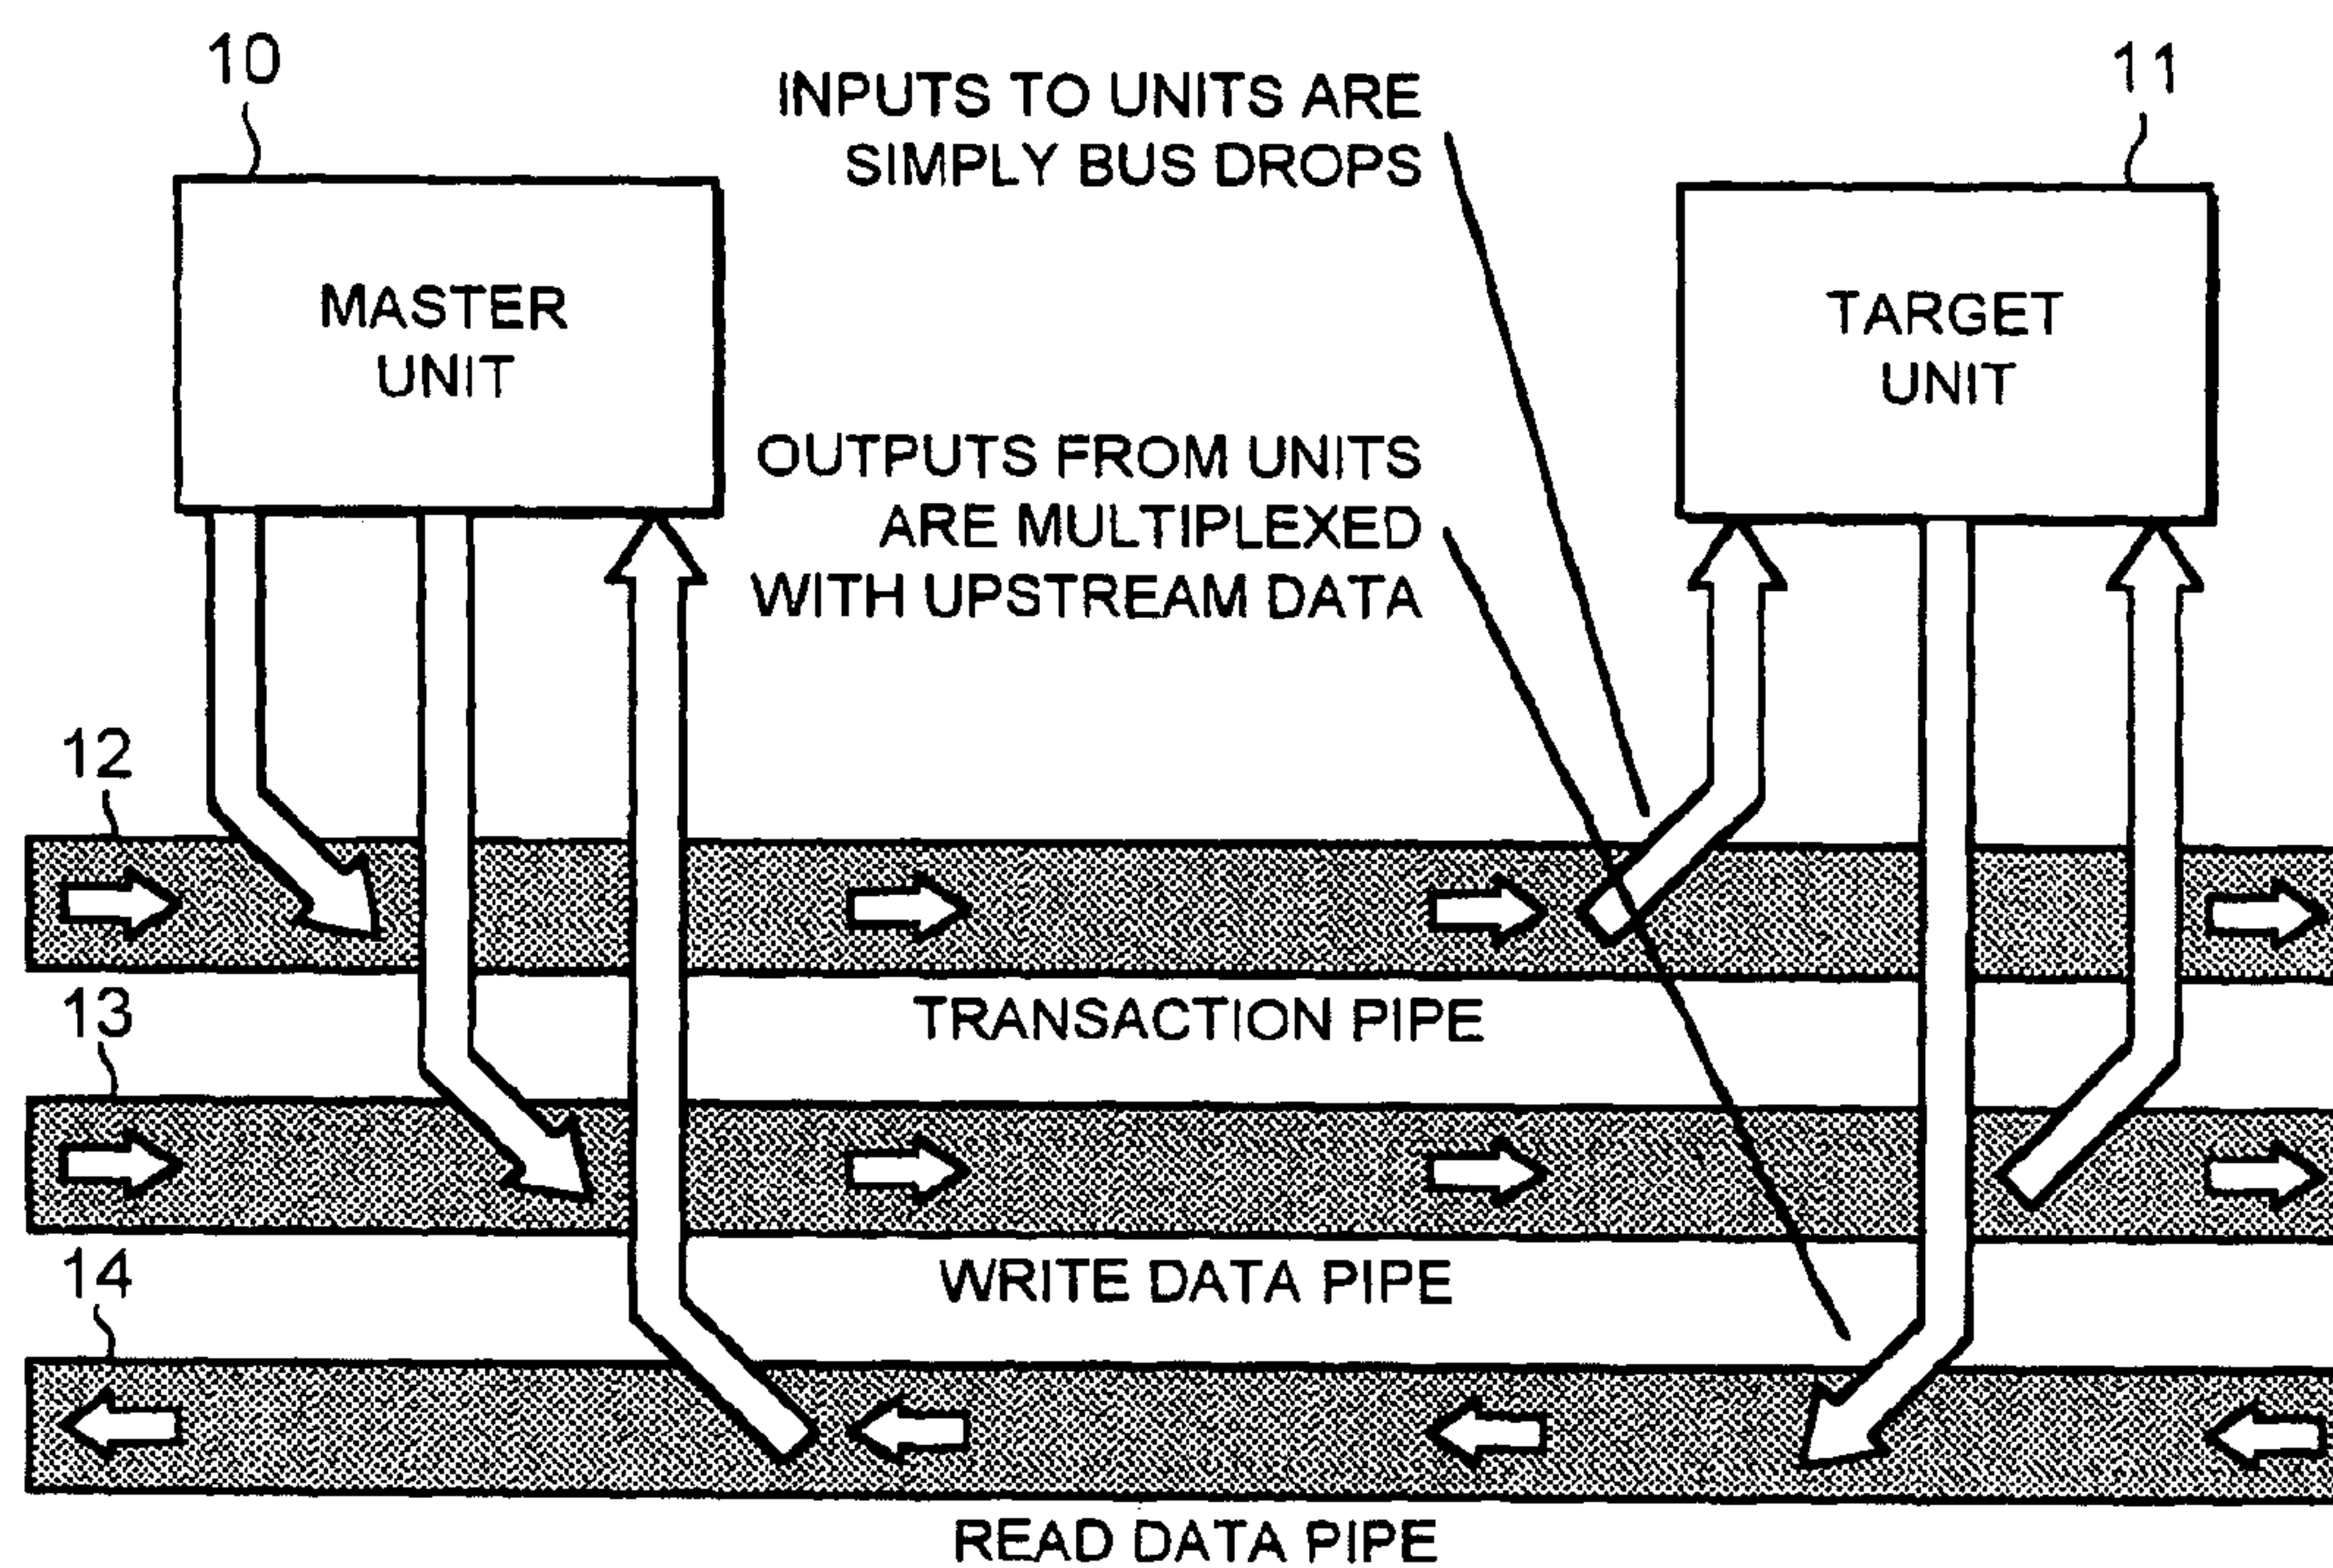 10
11
INPUTS TO UNITS ARE
SIMPLY BUS DROPS
MASTER
UNIT
TARGET
UNIT
OUTPUTS FROM UNITS
ARE MULTIPLEXED
WITH UPSTREAM DATA
12
TRANSACTION PIPE
13
WRITE DATA PIPE
14
READ DATA PIPE